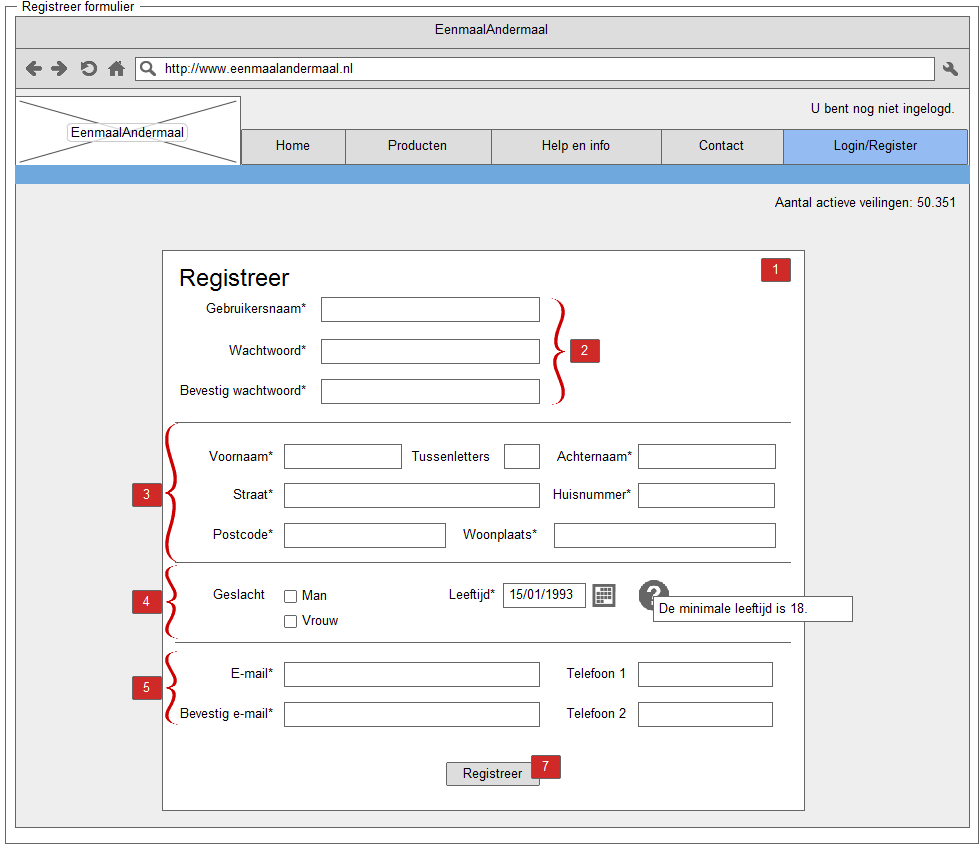 Registreer formulier
EenmaalAndermaal
http://www.eenmaalandermaal.nl
U bent nog niet ingelogd.
EenmaalAndermaal
Home Producten Help en info Contact Login/Register
Aantal actieve veilingen: 50.351
Registreer 1
Gebruikersnaam*
Wachtwoord* 2
Bevestig wachtwoord*
Voornaam* Tussenletters Achternaam*
3 Straat* Huisnummer*
Postcode* Woonplaats*
4 Geslacht Man Leeftijd* 15/01/1993 ?
De minimale leeftijd is 18.
Vrouw
E-mail* Telefoon 1
5
Bevestig e-mail* Telefoon 2
Registreer 7